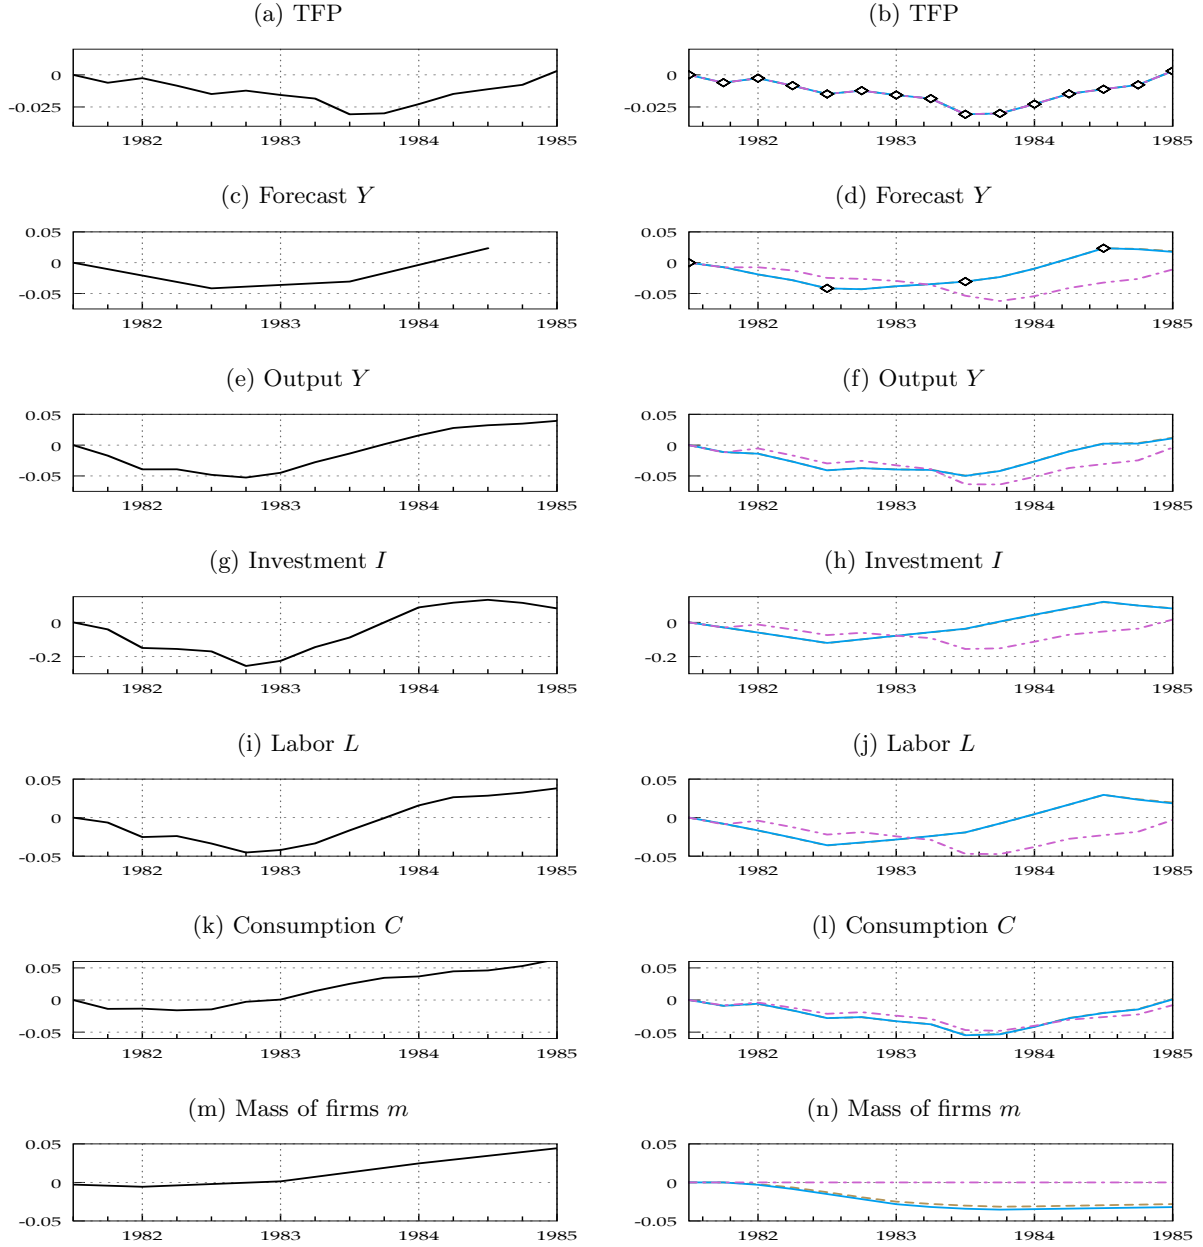 (a) TFP (b) TFP
0 0
-0.025 -0.025
1982 1983 1984 1985 1982 1983 1984 1985
(c) Forecast Y (d) Forecast Y
0.05 0.05
0 0
-0.05 -0.05
1982 1983 1984 1985 1982 1983 1984 1985
(e) Output Y (f) Output Y
0.05 0.05
0 0
-0.05 -0.05
1982 1983 1984 1985 1982 1983 1984 1985
(g) Investment I (h) Investment I
0 0
-0.2 -0.2
1982 1983 1984 1985 1982 1983 1984 1985
(i) Labor L (j) Labor L
0.05 0.05
0 0
-0.05 -0.05
1982 1983 1984 1985 1982 1983 1984 1985
(k) Consumption C (l) Consumption C
0.05 0.05
0 0
-0.05 -0.05
1982 1983 1984 1985 1982 1983 1984 1985
(m) Mass of firms m (n) Mass of firms m
0.05 0.05
0 0
-0.05 -0.05
1982 1983 1984 1985 1982 1983 1984 1985